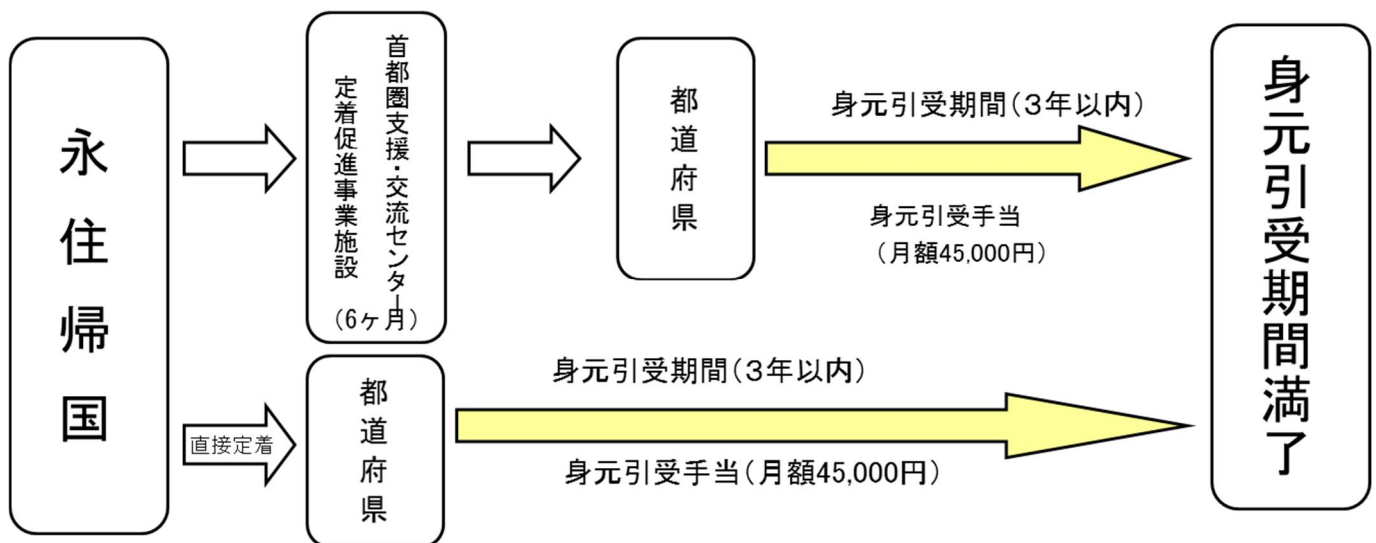 永住帰国
首都圏支援・交流センター
定着促進事業施設
（6ヶ月）
都道府県
身元引受期間（３年以内）
身元引受手当
（月額45,000円）
直接定着
都道府県
身元引受期間（３年以内）
身元引受手当（月額45,000円）
身元引受期間満了